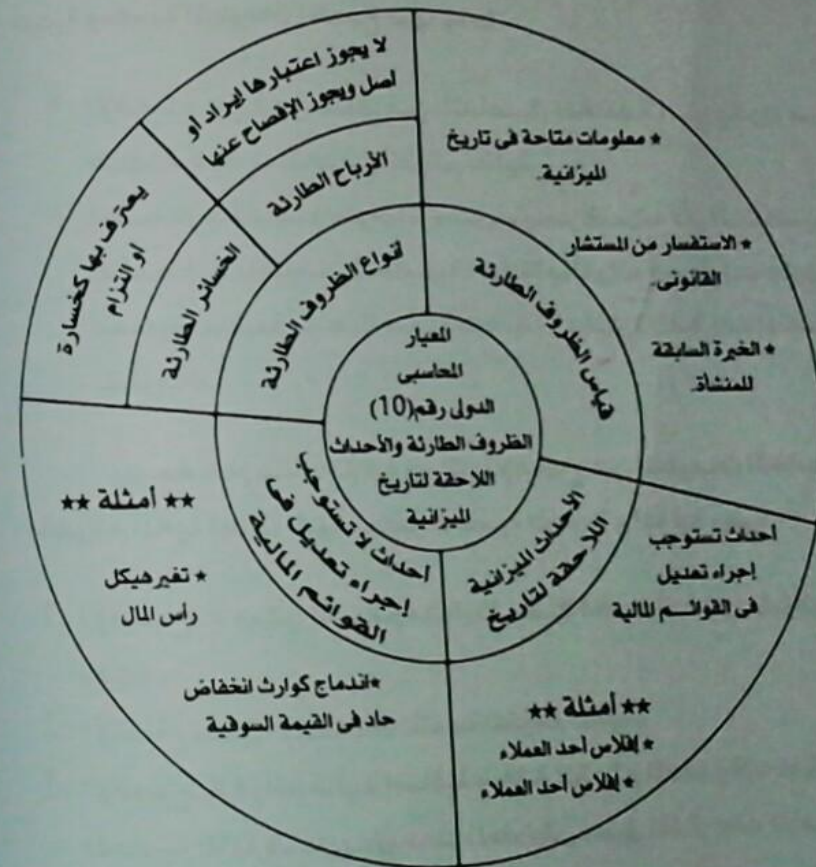 المعيار
المحاسبى
الدولى رقم(10)
الظروف الطارئة والأحداث
اللاحقة لتاريخ
الميزانية
قياس الظروف الطارئة
* معلومات متاحة فى تاريخ
الميزانية.
* الاستفسار من المستشار
القانونى.
* الخبرة السابقة
للمنشأة.
انواع الظروف الطارئة
الأرباح الطارئة
لا يجوز اعتبارها إيراد او
اصل ويجوز الإفصاح عنها
الخسائر الطارئة
يعترف بها كخسارة
او التزام
الأحداث الميزانية
اللاحقة لتاريخ
أحداث تستوجب
إجراء تعديل
فى القوائم المالية
** أمثلة **
* إفلاس أحد العملاء
* إفلاس أحد العملاء
أحداث لا تستوجب
إجراء تعديل فى
القوائم المالية
** أمثلة **
* تغير هيكل
رأس المال
*اندماج كوارث انخفاض
حاد فى القيمة السوقية